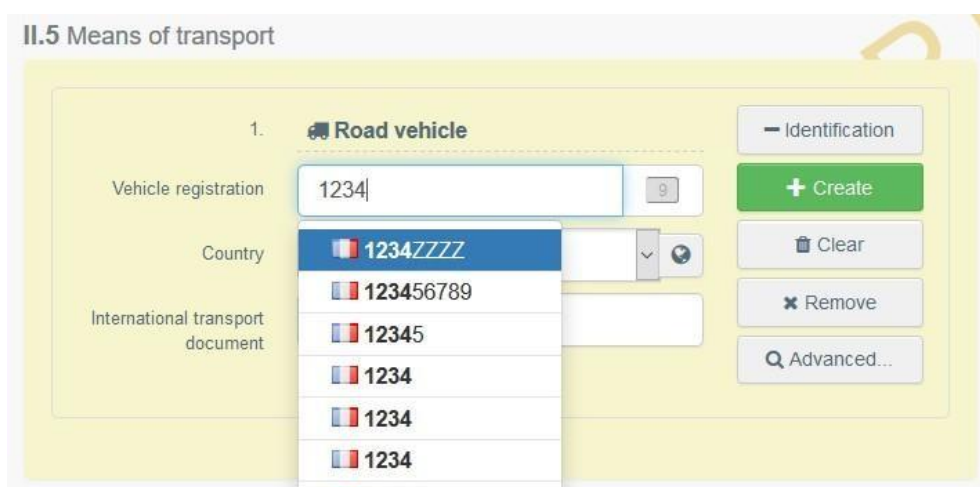 II.5 Means of transport
1. Road vehicle
Identification
Vehicle registration 1234 9
Create
Country
Clear
1234ZZZZ
123456789
International transport document
Remove
12345
Advanced...
1234
1234
1234